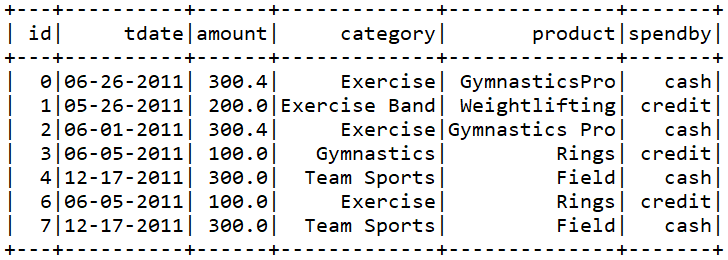 +---+----------+------+-------------+--------------+-------+
| id|     tdate|amount|     category|       product|spendby|
+---+----------+------+-------------+--------------+-------+
|  0|06-26-2011| 300.4|     Exercise| GymnasticsPro|   cash|
|  1|05-26-2011| 200.0|Exercise Band| Weightlifting| credit|
|  2|06-01-2011| 300.4|     Exercise|Gymnastics Pro|   cash|
|  3|06-05-2011| 100.0|   Gymnastics|         Rings| credit|
|  4|12-17-2011| 300.0|  Team Sports|         Field|   cash|
|  6|06-05-2011| 100.0|     Exercise|         Rings| credit|
|  7|12-17-2011| 300.0|  Team Sports|         Field|   cash|
+---+----------+------+-------------+--------------+-------+